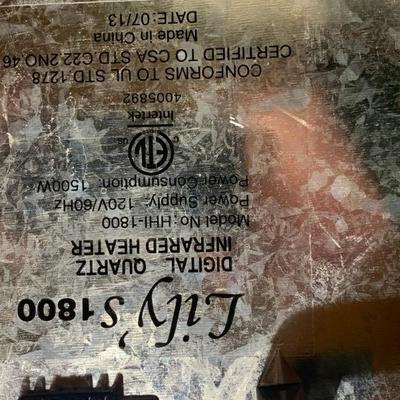 Lily's 1800
DIGITAL QUARTZ
INFRARED HEATER
Model No: HHI-1800
Power Supply: 120V/60Hz
Power Consumption: 1500W
ETL
Intertek
4005892
CONFORMS TO UL STD.1278
CERTIFIED TO CSA STD.C22.2NO.46
Made in China
DATE:07/13